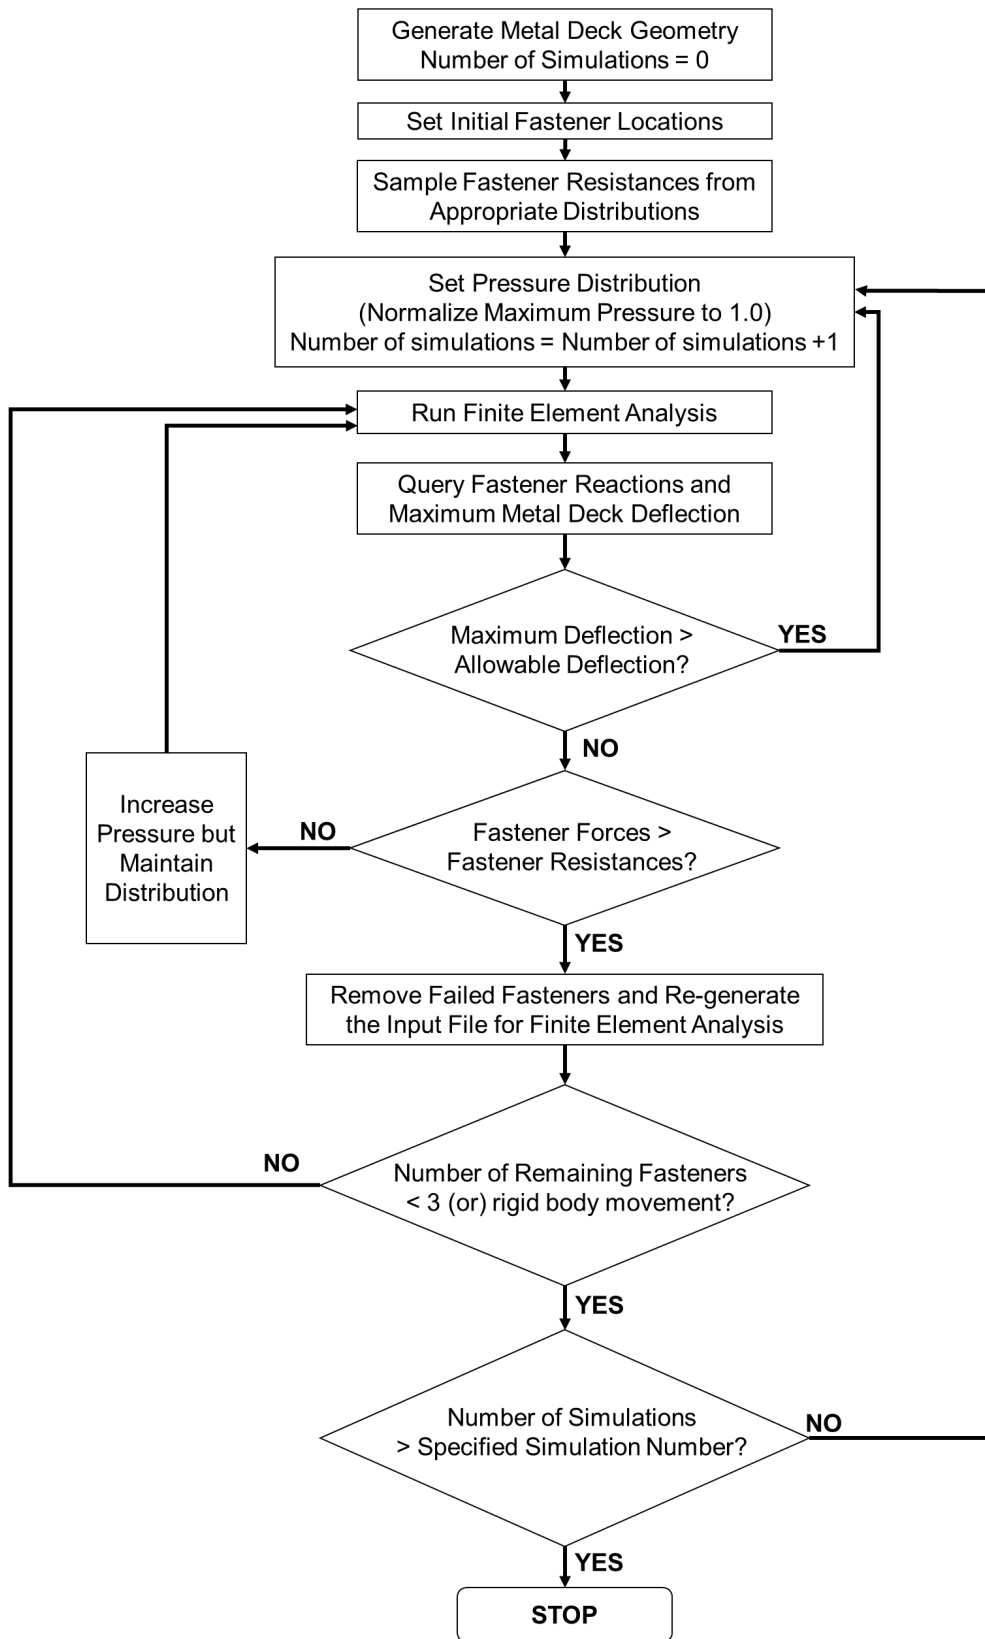 Generate Metal Deck Geometry
Number of Simulations = 0
Set Initial Fastener Locations
Sample Fastener Resistances from
Appropriate Distributions
Set Pressure Distribution
(Normalize Maximum Pressure to 1.0)
Number of simulations = Number of simulations +1
Run Finite Element Analysis
Query Fastener Reactions and
Maximum Metal Deck Deflection
Maximum Deflection >
Allowable Deflection?
YES
NO
Fastener Forces >
Fastener Resistances?
NO
Increase
Pressure but
Maintain
Distribution
YES
Remove Failed Fasteners and Re-generate
the Input File for Finite Element Analysis
Number of Remaining Fasteners
< 3 (or) rigid body movement?
NO
YES
Number of Simulations
> Specified Simulation Number?
NO
YES
STOP